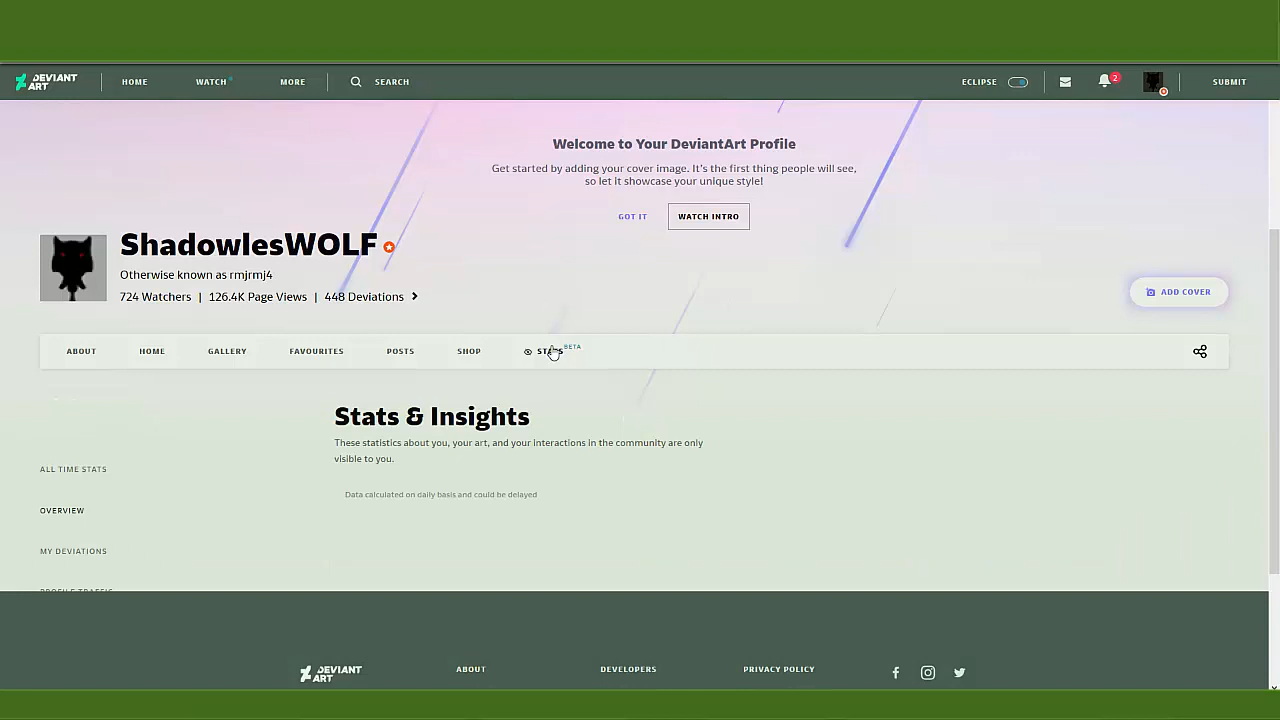 DEVIANT ART
HOME
WATCH
MORE
SEARCH
ECLIPSE
2
SUBMIT
Welcome to Your DeviantArt Profile
Get started by adding your cover image. It's the first thing people will see,
so let it showcase your unique style!
GOT IT
WATCH INTRO
ShadowlesWOLF
Otherwise known as rmjrmj4
724 Watchers | 126.4K Page Views | 448 Deviations
ADD COVER
ABOUT
HOME
GALLERY
FAVOURITES
POSTS
SHOP
STATS BETA
Stats & Insights
These statistics about you, your art, and your interactions in the community are only
visible to you.
Data calculated on daily basis and could be delayed
ALL TIME STATS
OVERVIEW
MY DEVIATIONS
PROFILE TRAFFIC
DEVIANT ART
ABOUT
DEVELOPERS
PRIVACY POLICY